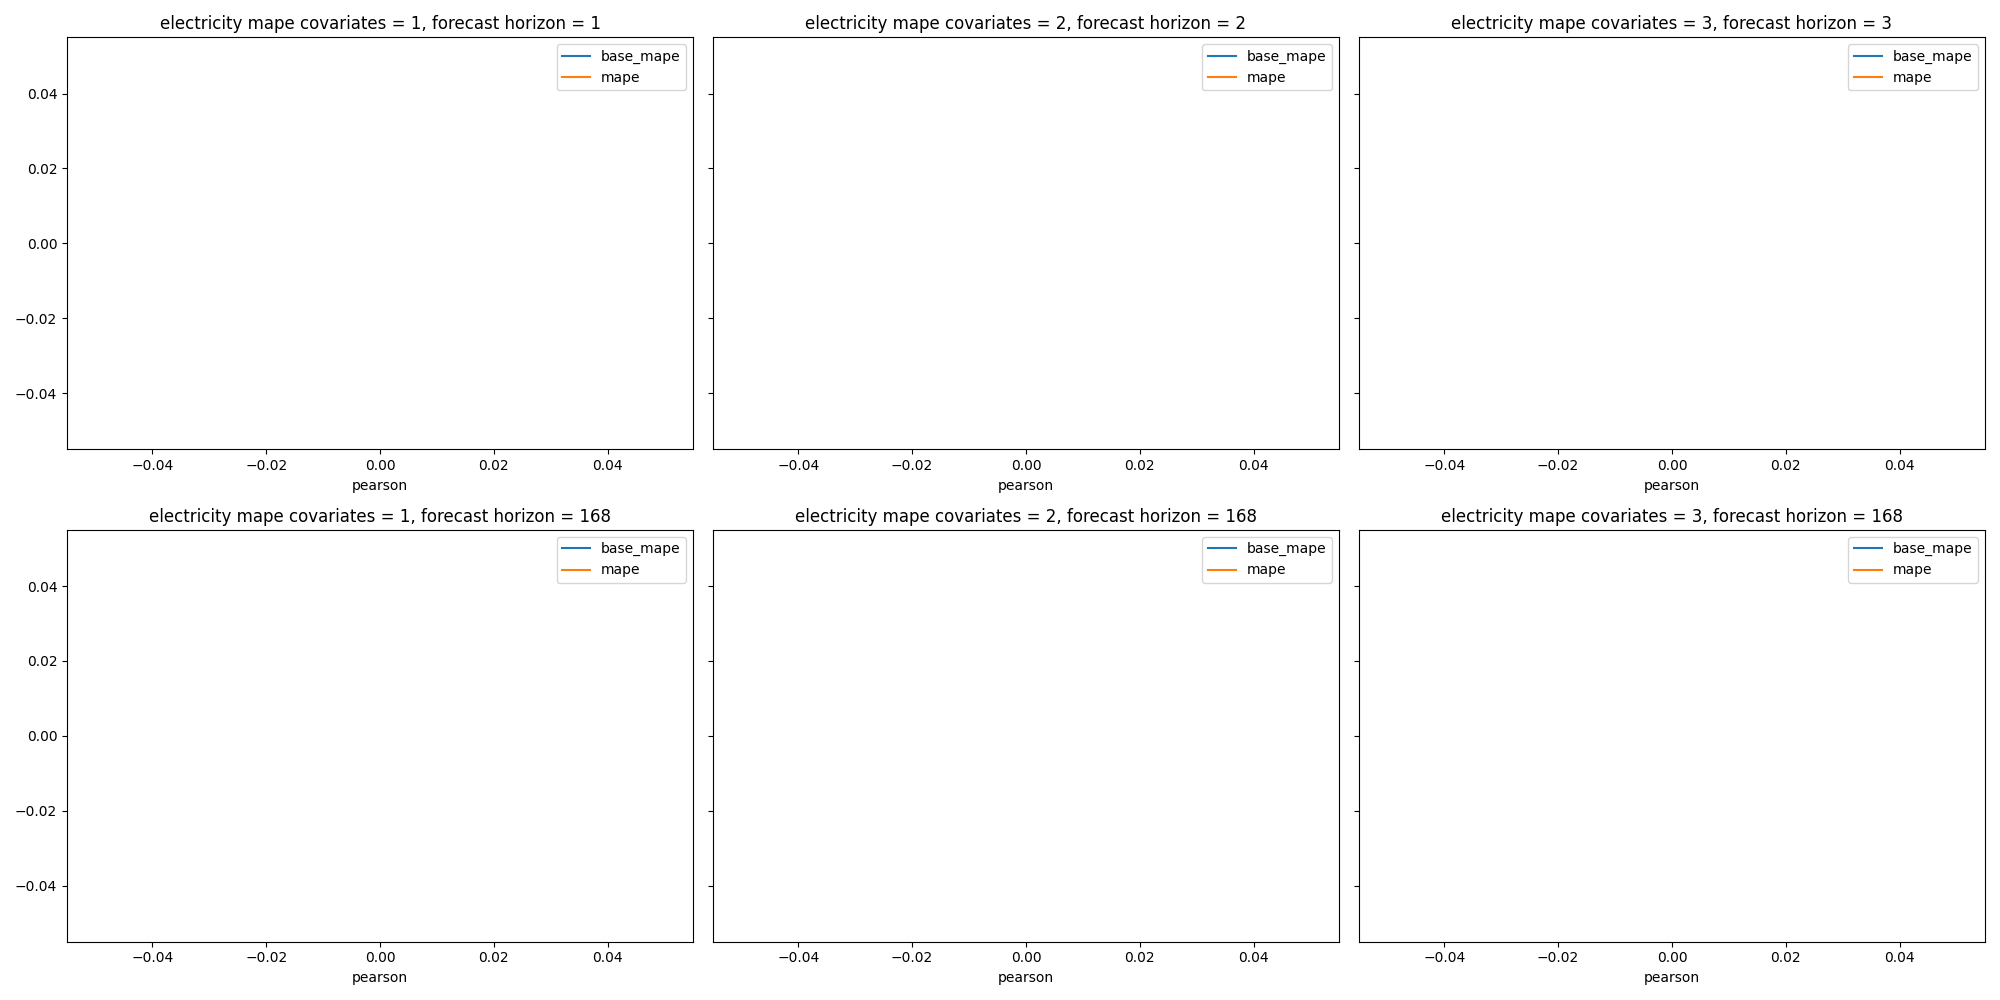 electricity mape covariates = 1, forecast horizon = 1
base_mape
mape
0.04
0.02
0.00
−0.02
−0.04
−0.04 −0.02 0.00 0.02 0.04
pearson
electricity mape covariates = 2, forecast horizon = 2
base_mape
mape
−0.04 −0.02 0.00 0.02 0.04
pearson
electricity mape covariates = 3, forecast horizon = 3
base_mape
mape
−0.04 −0.02 0.00 0.02 0.04
pearson
electricity mape covariates = 1, forecast horizon = 168
base_mape
mape
0.04
0.02
0.00
−0.02
−0.04
−0.04 −0.02 0.00 0.02 0.04
pearson
electricity mape covariates = 2, forecast horizon = 168
base_mape
mape
−0.04 −0.02 0.00 0.02 0.04
pearson
electricity mape covariates = 3, forecast horizon = 168
base_mape
mape
−0.04 −0.02 0.00 0.02 0.04
pearson